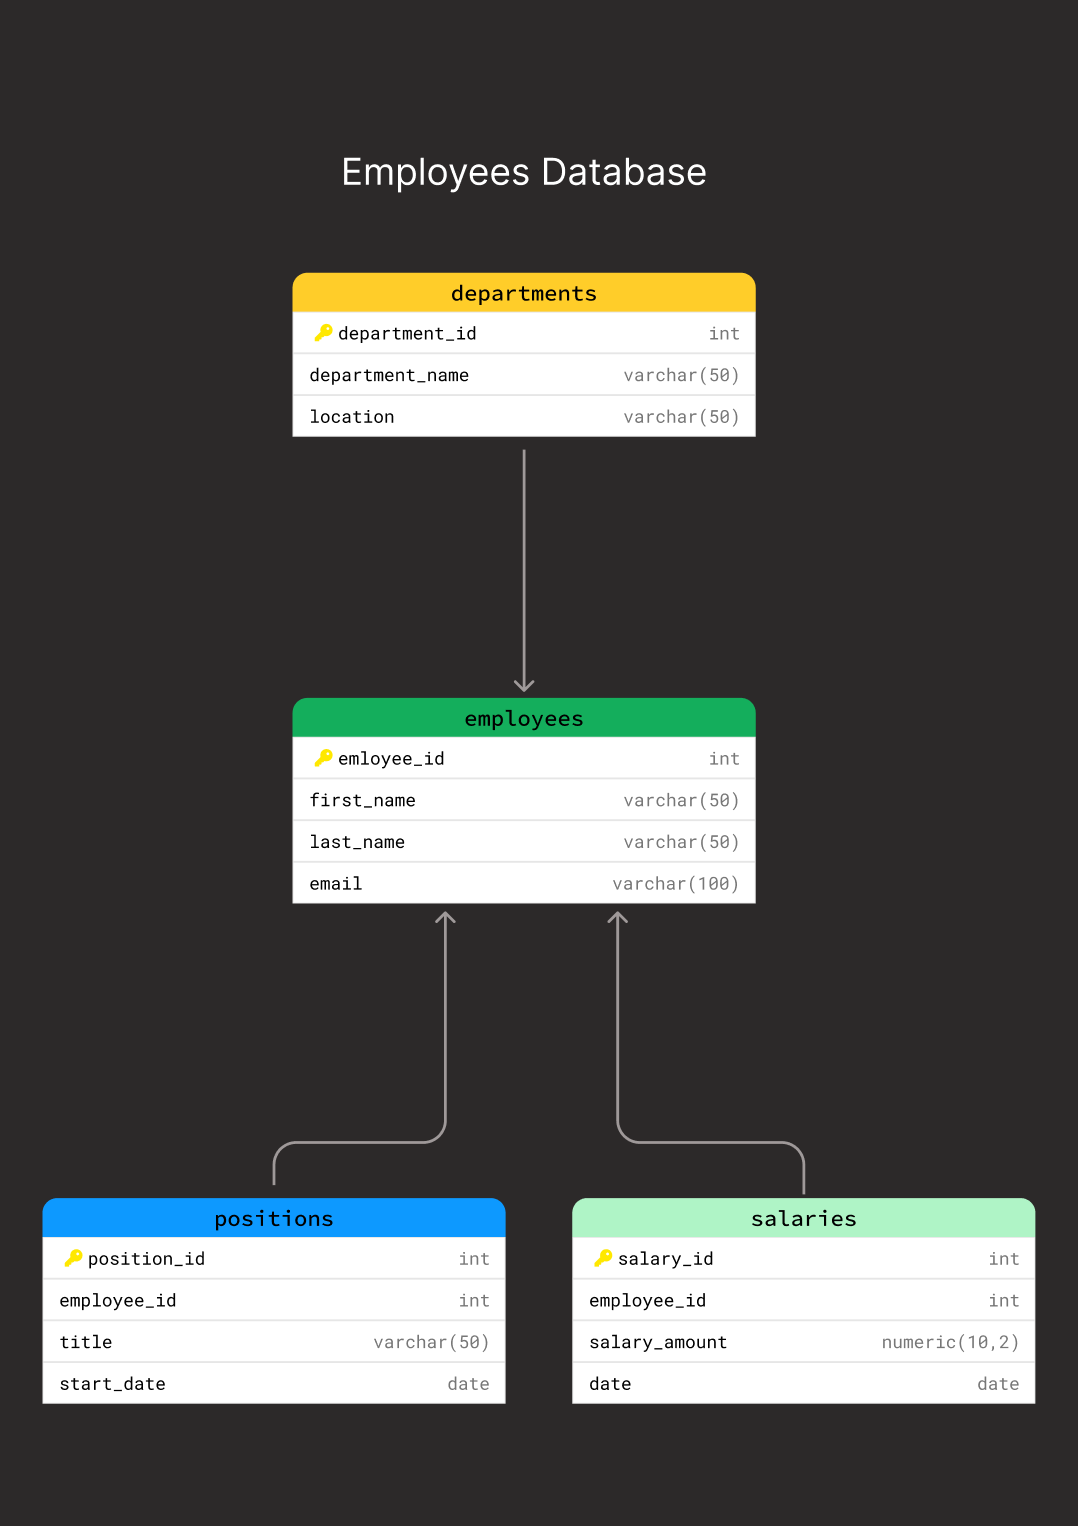 Employees Database
departments
department_id int
department_name varchar(50)
location varchar(50)
employees
emloyee_id int
first_name varchar(50)
last_name varchar(50)
email varchar(100)
positions
position_id int
employee_id int
title varchar(50)
start_date date
salaries
salary_id int
employee_id int
salary_amount numeric(10,2)
date date